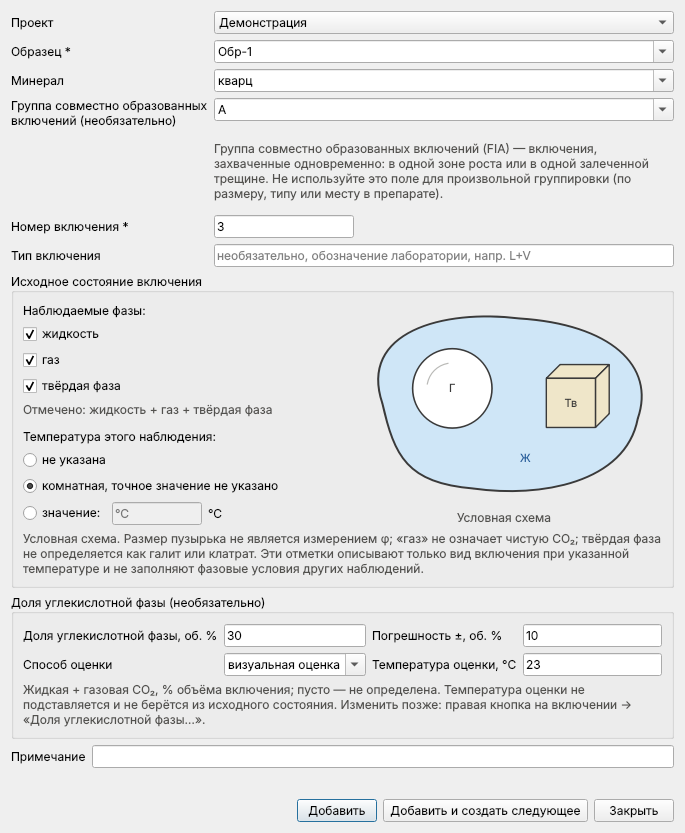 Проект
Демонстрация
Образец *
Обр-1
Минерал
кварц
Группа совместно образованных
включений (необязательно)
А
Группа совместно образованных включений (FIA) — включения,
захваченные одновременно: в одной зоне роста или в одной залеченной
трещине. Не используйте это поле для произвольной группировки (по
размеру, типу или месту в препарате).
Номер включения *
3
Тип включения
необязательно, обозначение лаборатории, напр. L+V
Исходное состояние включения
Наблюдаемые фазы:
жидкость
газ
твёрдая фаза
Отмечено: жидкость + газ + твёрдая фаза
Температура этого наблюдения:
не указана
комнатная, точное значение не указано
значение:
°C
°C
Г
Тв
Ж
Условная схема
Условная схема. Размер пузырька не является измерением φ; «газ» не означает чистую CO₂; твёрдая фаза
не определяется как галит или клатрат. Эти отметки описывают только вид включения при указанной
температуре и не заполняют фазовые условия других наблюдений.
Доля углекислотной фазы (необязательно)
Доля углекислотной фазы, об. %
30
Погрешность ±, об. %
10
Способ оценки
визуальная оценка
Температура оценки, °C
23
Жидкая + газовая CO₂, % объёма включения; пусто — не определена. Температура оценки не
подставляется и не берётся из исходного состояния. Изменить позже: правая кнопка на включении →
«Доля углекислотной фазы…».
Примечание
Добавить
Добавить и создать следующее
Закрыть